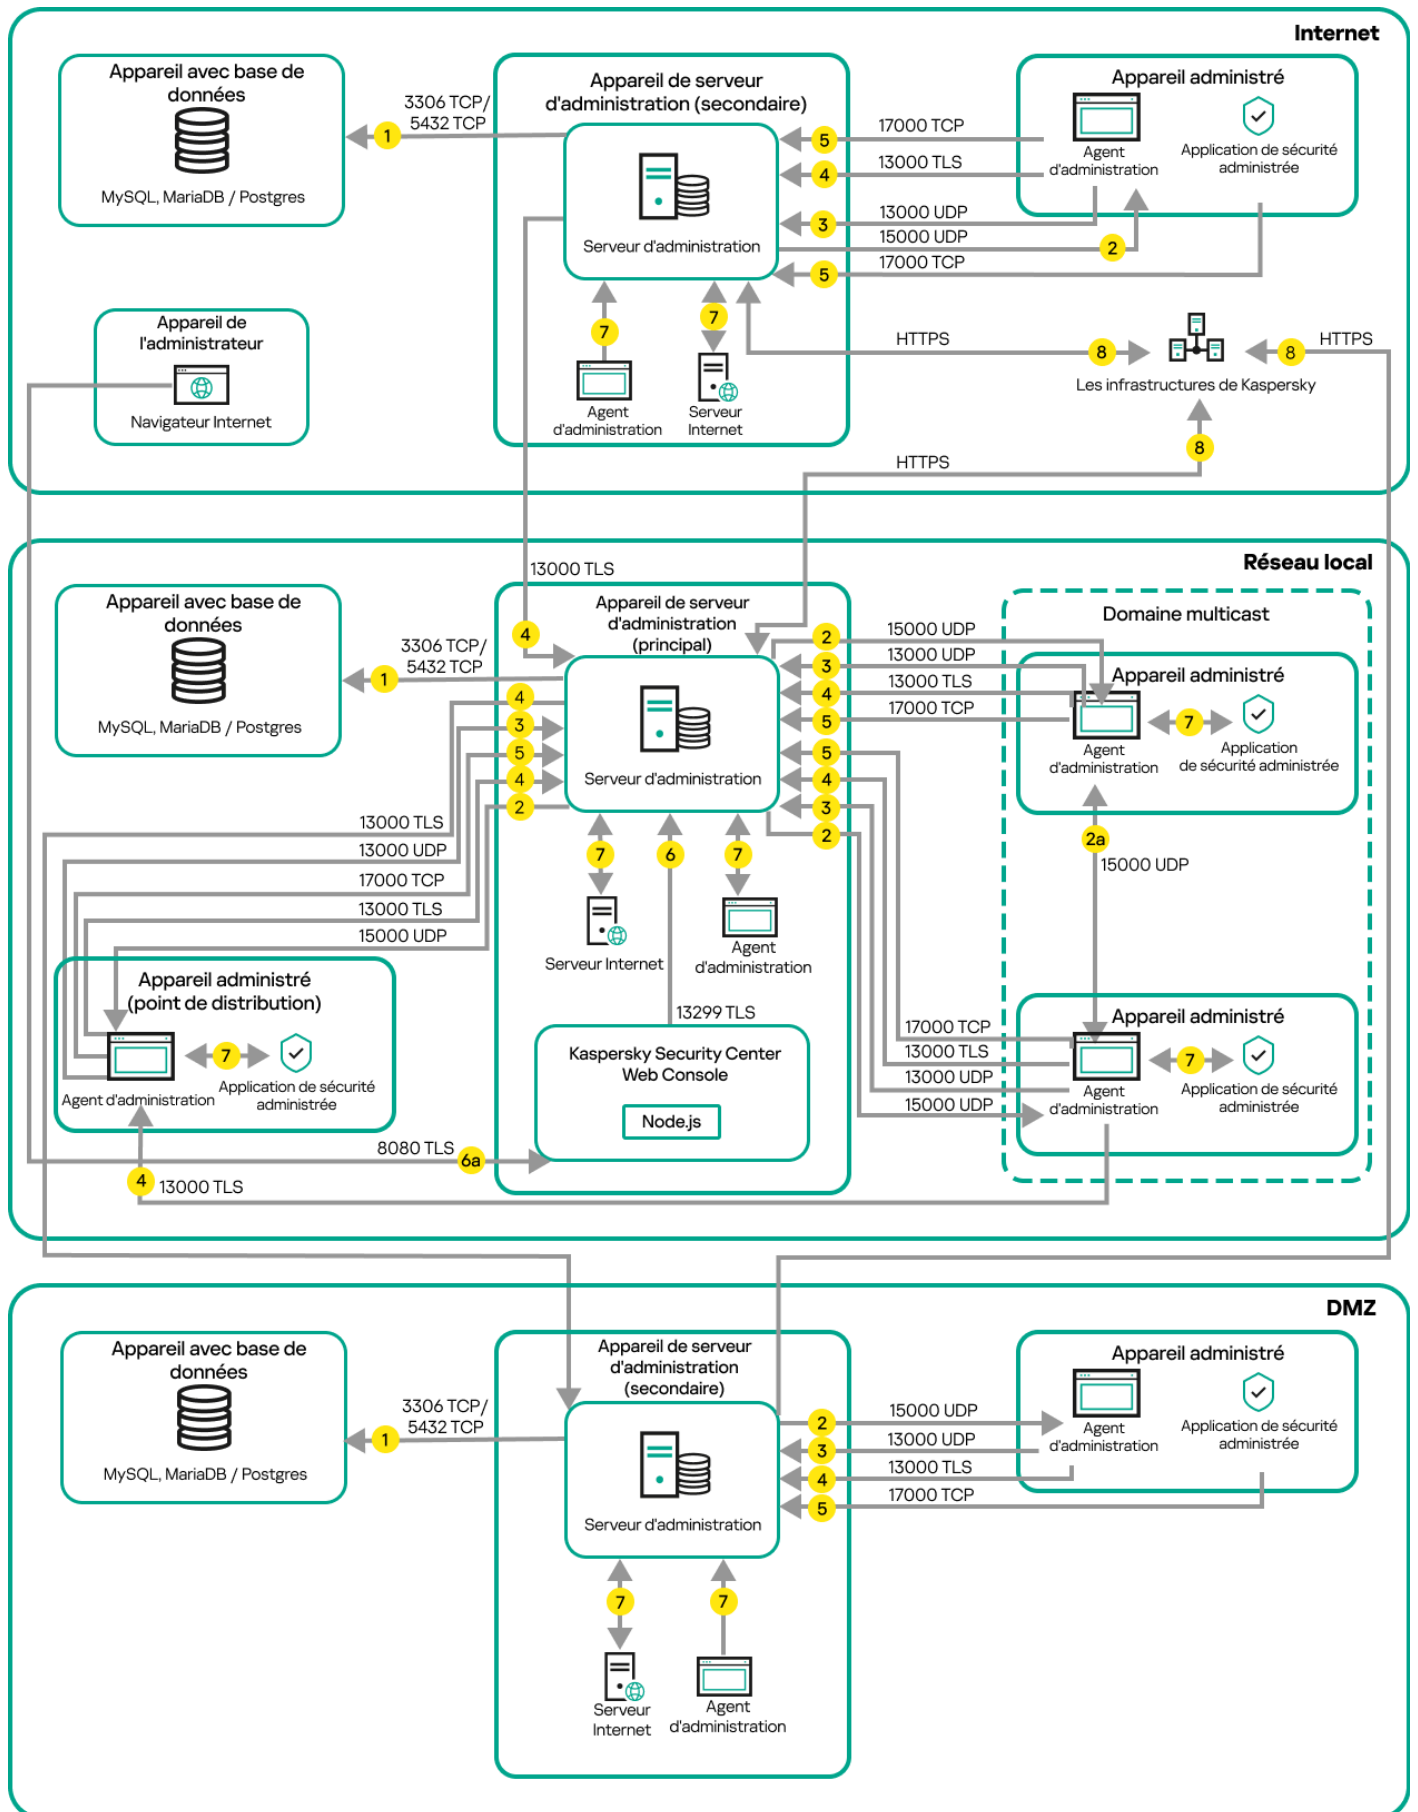 Internet
Appareil avec base de
données
MySQL, MariaDB / Postgres
3306 TCP/
5432 TCP
1
Appareil de serveur
d'administration (secondaire)
Serveur d'administration
7
7
Agent
d'administration
Serveur
Internet
5
17000 TCP
4
13000 TLS
3
13000 UDP
15000 UDP
2
5
17000 TCP
Appareil administré
Agent
d'administration
Application de sécurité
administrée
Appareil de
l'administrateur
Navigateur Internet
HTTPS
8
Les infrastructures de Kaspersky
8
HTTPS
8
HTTPS
Réseau local
13000 TLS
4
Appareil avec base de
données
MySQL, MariaDB / Postgres
3306 TCP/
5432 TCP
1
Appareil de serveur
d'administration
(principal)
Serveur d'administration
4
3
5
4
2
13000 TLS
13000 UDP
17000 TCP
13000 TLS
15000 UDP
2
15000 UDP
3
13000 UDP
4
13000 TLS
5
17000 TCP
5
4
3
2
Domaine multicast
Appareil administré
Agent
d'administration
7
Application
de sécurité administrée
2a
15000 UDP
7
6
7
Serveur Internet
Agent
d'administration
13299 TLS
Kaspersky Security Center
Web Console
Node.js
Appareil administré
(point de distribution)
7
Agent d'administration
Application de sécurité
administrée
8080 TLS
6a
4
13000 TLS
17000 TCP
13000 TLS
13000 UDP
15000 UDP
Appareil administré
Agent
d'administration
7
Application de sécurité
administrée
DMZ
Appareil avec base de
données
MySQL, MariaDB / Postgres
3306 TCP/
5432 TCP
1
Appareil de serveur
d'administration
(secondaire)
Serveur d'administration
2
15000 UDP
3
13000 UDP
4
13000 TLS
5
17000 TCP
Appareil administré
Agent
d'administration
Application de sécurité
administrée
7
7
Serveur
Internet
Agent
d'administration